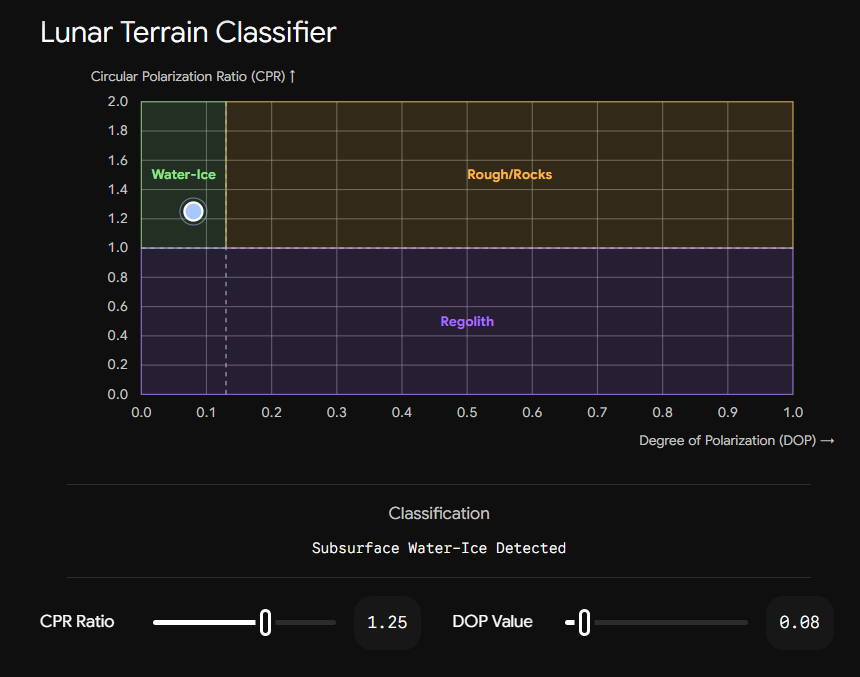 Lunar Terrain Classifier
Circular Polarization Ratio (CPR) ↑
2.0
1.8
1.6
Water-Ice
Rough/Rocks
1.4
1.2
1.0
0.8
0.6
Regolith
0.4
0.2
0.0
0.0 0.1 0.2 0.3 0.4 0.5 0.6 0.7 0.8 0.9 1.0
Degree of Polarization (DOP) →
Classification
Subsurface Water-Ice Detected
CPR Ratio 1.25 DOP Value 0.08